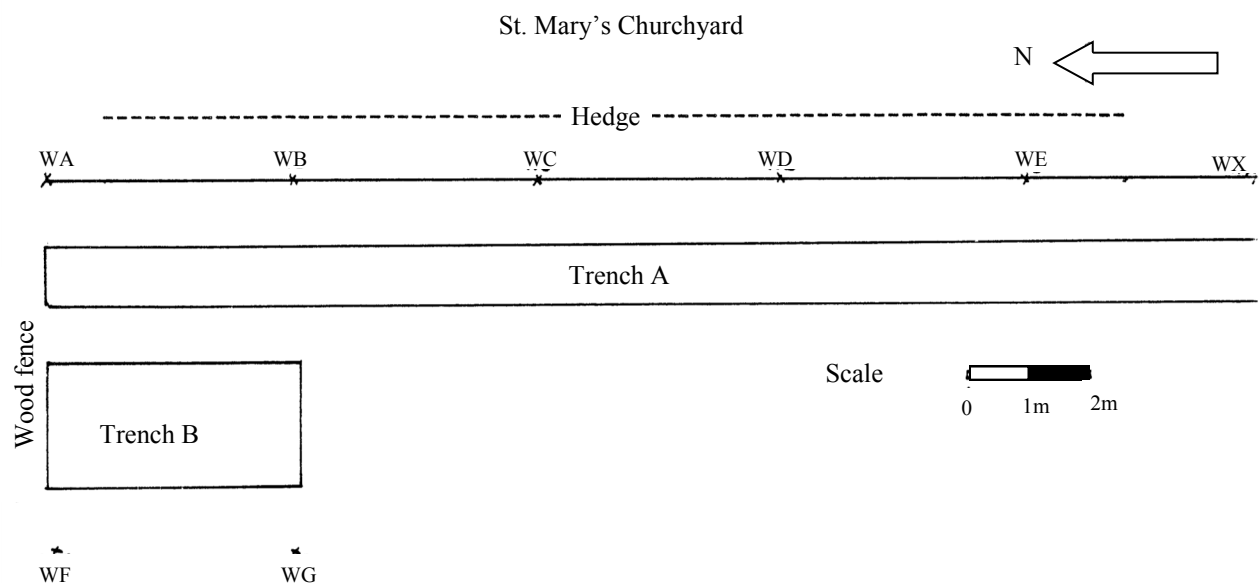 St. Mary’s Churchyard
N
Hedge
WA WB WC WD WE WX
Trench A
Wood fence
Scale
0 1m 2m
Trench B
WF WG